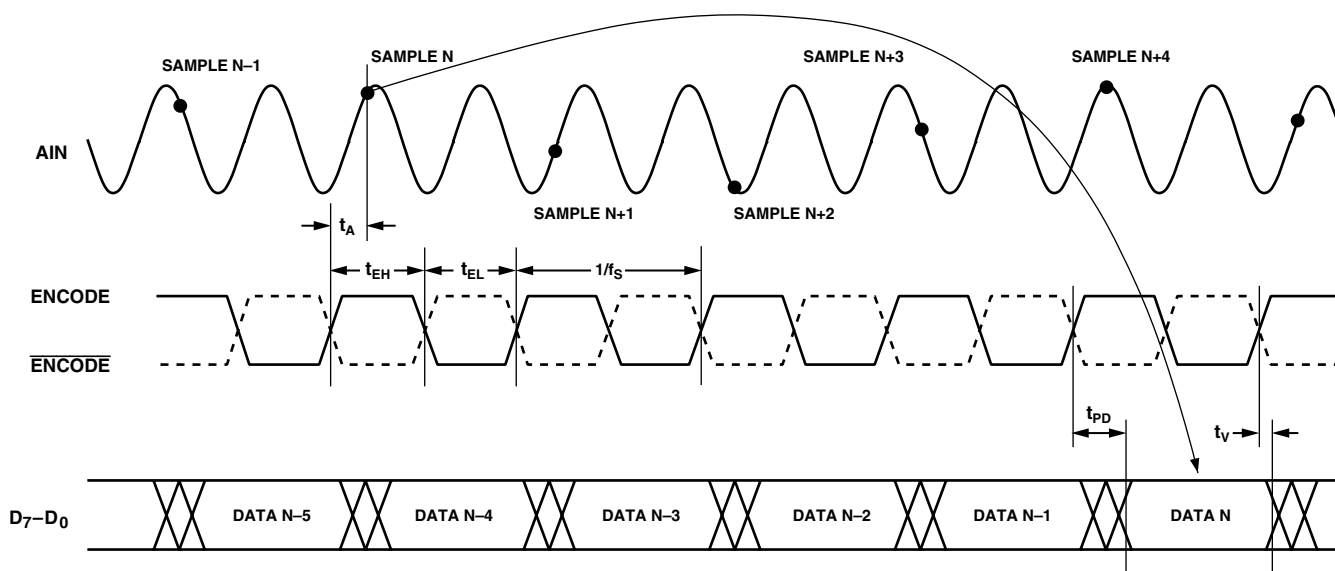 SAMPLE N–1
SAMPLE N
SAMPLE N+3
SAMPLE N+4
AIN
SAMPLE N+1
SAMPLE N+2
tA
tEH
tEL
1/fS
ENCODE
ENCODE
tPD
tV
D7–D0
DATA N–5
DATA N–4
DATA N–3
DATA N–2
DATA N–1
DATA N